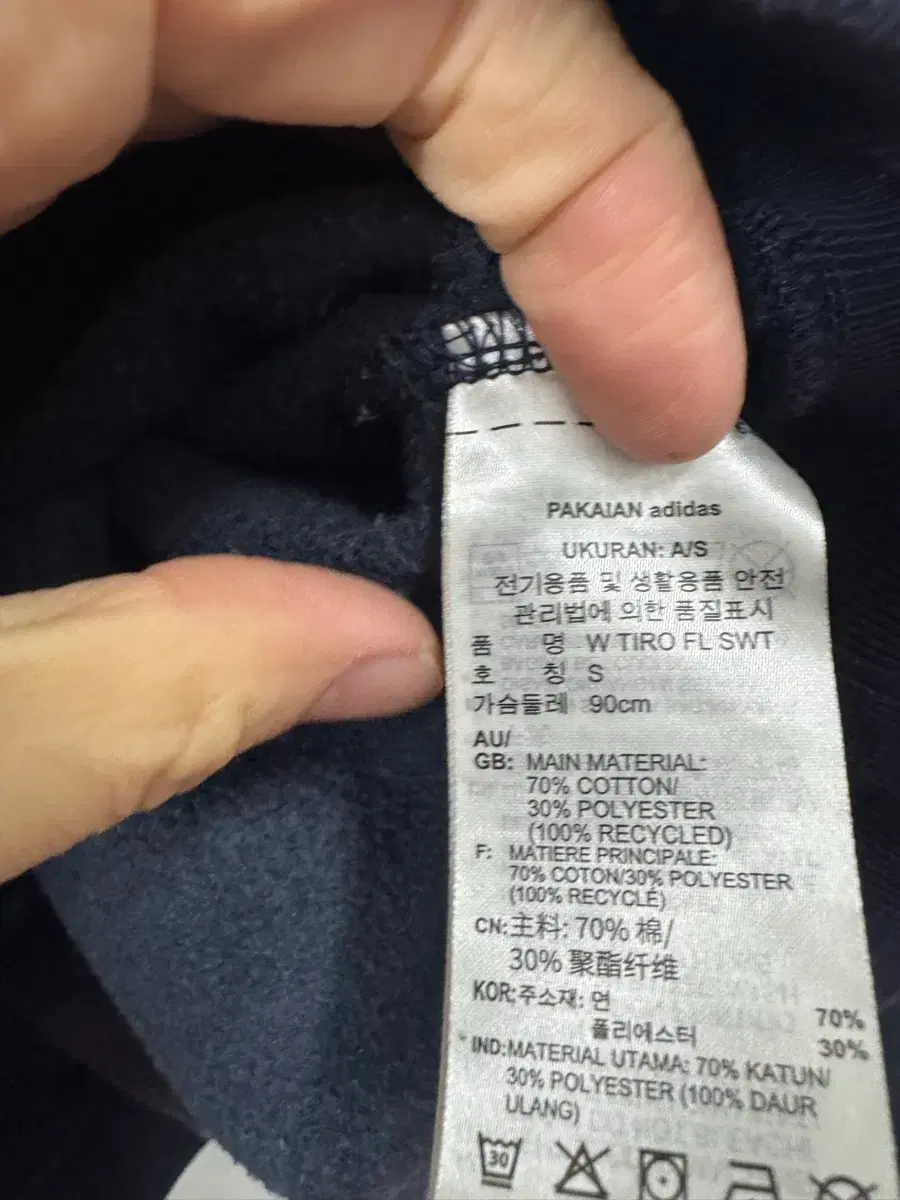 PAKAIAN adidas
UKURAN: A/S
전기용품 및 생활용품 안전
관리법에 의한 품질표시
품 명 W TIRO FL SWT
호 칭 S
가슴둘레 90cm
AU/
GB: MAIN MATERIAL:
70% COTTON/
30% POLYESTER
(100% RECYCLED)
F: MATIERE PRINCIPALE:
70% COTON/30% POLYESTER
(100% RECYCLÉ)
CN:主料: 70% 棉/
30% 聚酯纤维
KOR:주소재: 면 70%
폴리에스터 30%
*IND:MATERIAL UTAMA: 70% KATUN/
30% POLYESTER (100% DAUR
ULANG)
30